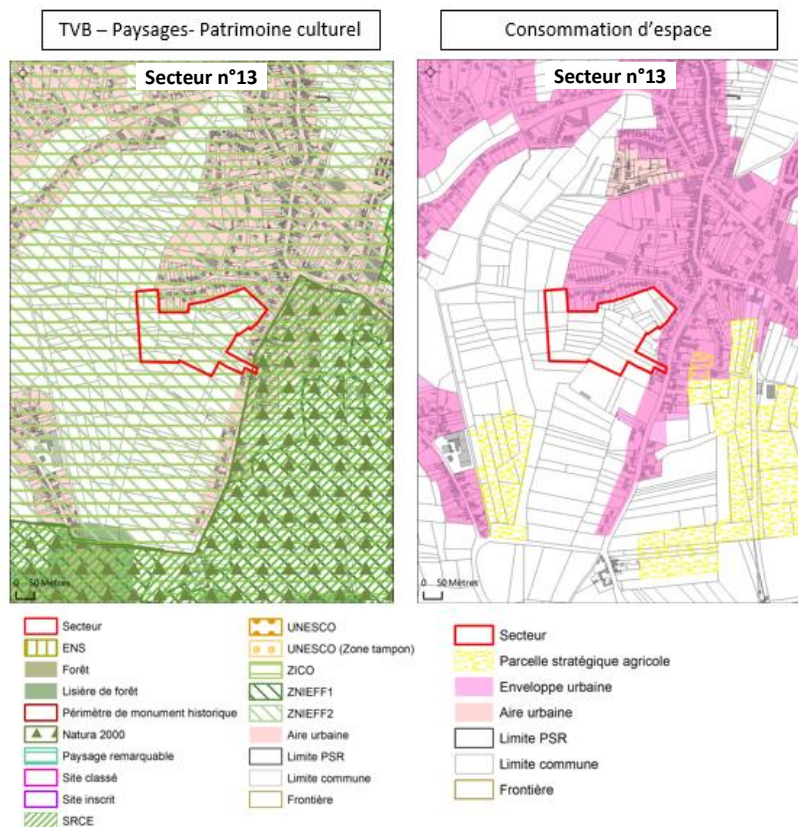 TVB – Paysages- Patrimoine culturel
Consommation d'espace
Secteur n°13
Secteur n°13
0 50 Mètres
0 50 Mètres
Secteur
ENS
Forêt
Lisière de forêt
Périmètre de monument historique
Natura 2000
Paysage remarquable
Site classé
Site inscrit
SRCE
UNESCO
UNESCO (Zone tampon)
ZICO
ZNIEFF1
ZNIEFF2
Aire urbaine
Limite PSR
Limite commune
Frontière
Secteur
Parcelle stratégique agricole
Enveloppe urbaine
Aire urbaine
Limite PSR
Limite commune
Frontière